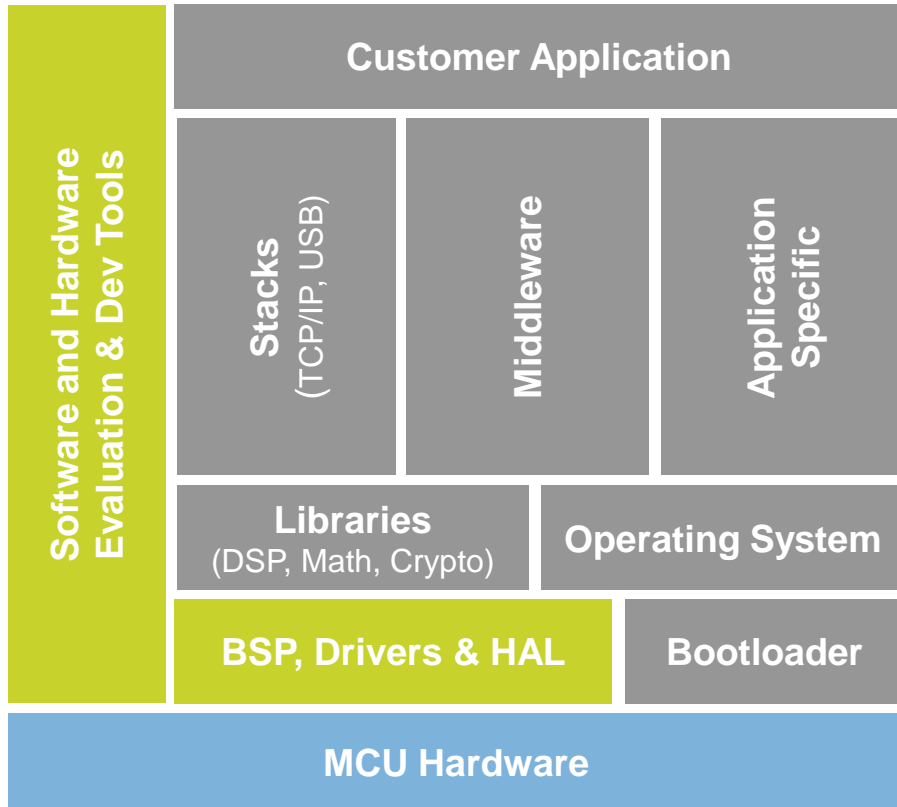 Customer Application
Software and Hardware
Evaluation & Dev Tools
Stacks
(TCP/IP, USB)
Middleware
Application
Specific
Libraries
(DSP, Math, Crypto)
Operating System
BSP, Drivers & HAL
Bootloader
MCU Hardware